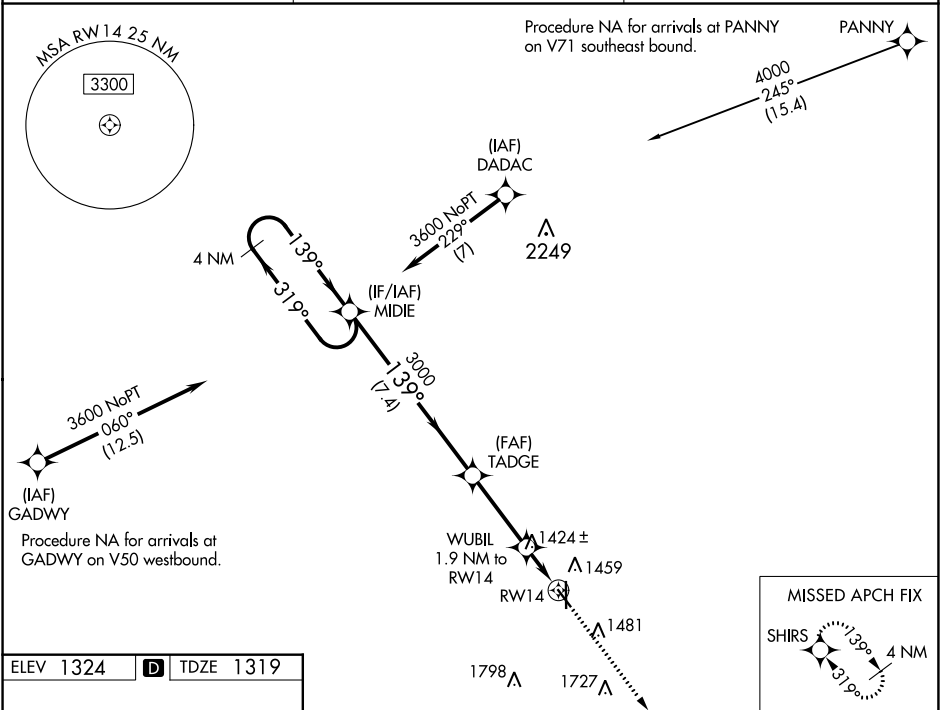 MSA RW14 25 NM
3300
Procedure NA for arrivals at PANNY
on V71 southeast bound.
PANNY
4000
245°
(15.4)
(IAF)
DADAC
3600 NoPT
229°
(7)
2249
4 NM
139°
319°
(IF/IAF)
MIDIE
3000
139°
(7.4)
3600 NoPT
060°
(12.5)
(IAF)
GADWY
Procedure NA for arrivals at
GADWY on V50 westbound.
(FAF)
TADGE
WUBIL
1.9 NM to
RW14
1424 ±
1459
RW14
1481
1798
1727
MISSED APCH FIX
SHIRS
139°
4 NM
319°
ELEV 1324 D TDZE 1319